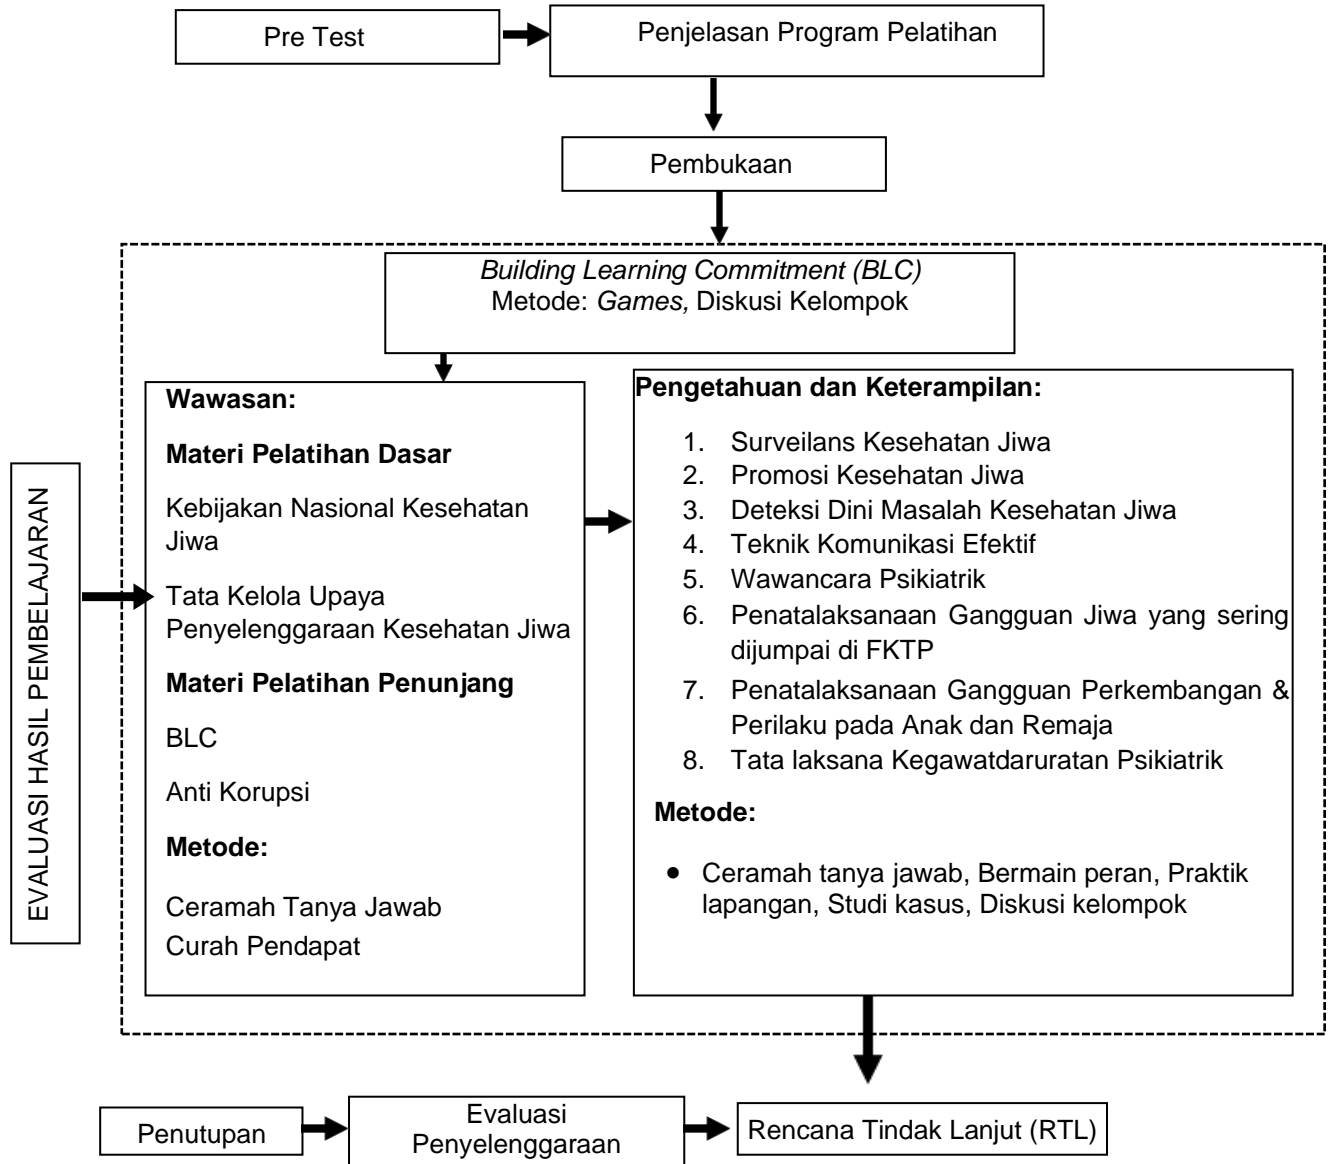 Pre Test
Penjelasan Program Pelatihan
Pembukaan
Building Learning Commitment (BLC)
Metode: Games, Diskusi Kelompok
EVALUASI HASIL PEMBELAJARAN
Wawasan:
Materi Pelatihan Dasar
Kebijakan Nasional Kesehatan
Jiwa
Tata Kelola Upaya
Penyelenggaraan Kesehatan Jiwa
Materi Pelatihan Penunjang
BLC
Anti Korupsi
Metode:
Ceramah Tanya Jawab
Curah Pendapat
Pengetahuan dan Keterampilan:
1. Surveilans Kesehatan Jiwa
2. Promosi Kesehatan Jiwa
3. Deteksi Dini Masalah Kesehatan Jiwa
4. Teknik Komunikasi Efektif
5. Wawancara Psikiatrik
6. Penatalaksanaan Gangguan Jiwa yang sering
dijumpai di FKTP
7. Penatalaksanaan Gangguan Perkembangan &
Perilaku pada Anak dan Remaja
8. Tata laksana Kegawatdaruratan Psikiatrik
Metode:
• Ceramah tanya jawab, Bermain peran, Praktik
lapangan, Studi kasus, Diskusi kelompok
Penutupan
Evaluasi
Penyelenggaraan
Rencana Tindak Lanjut (RTL)